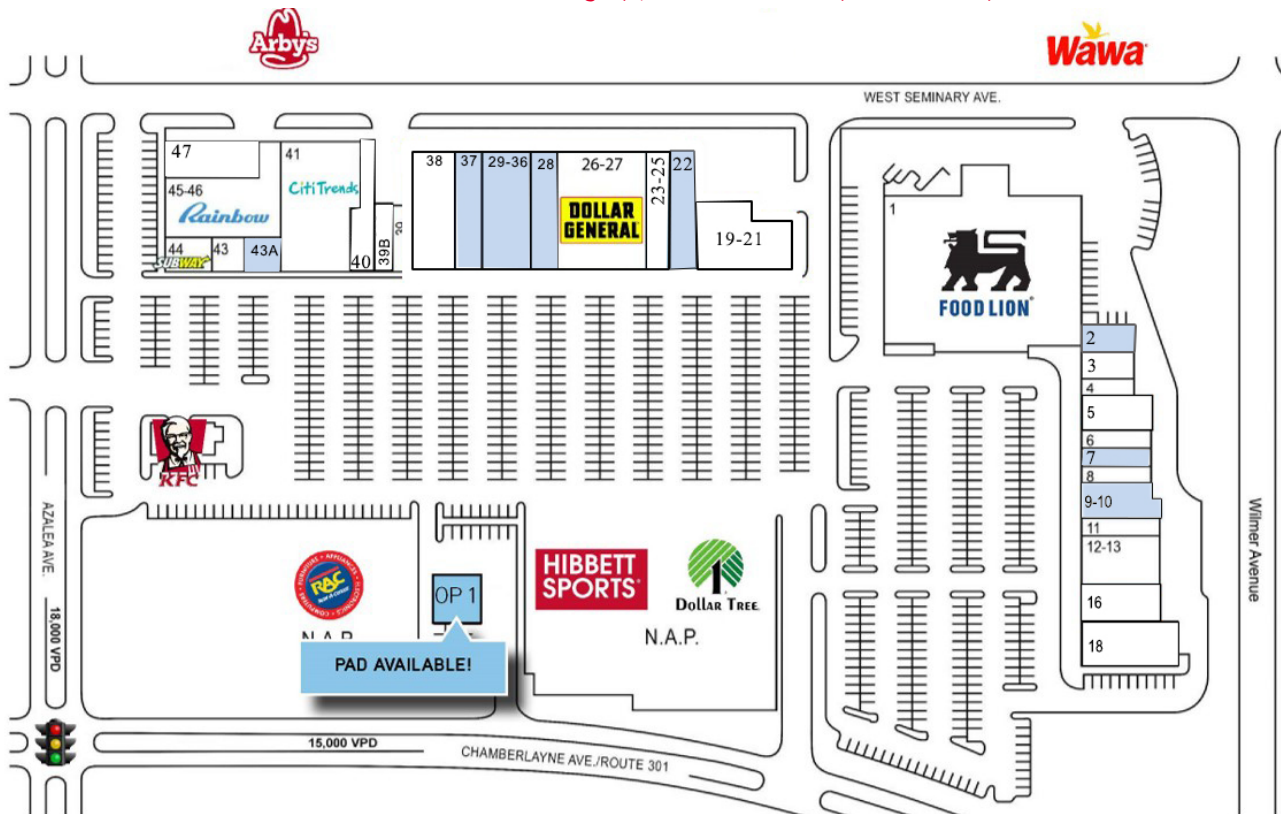 Arby's
Wawa
WEST SEMINARY AVE.
47
41
CitiTrends
45-46
Rainbow
44
SUBWAY
43
43A
40
39B
38
37
29-36
28
26-27
DOLLAR
GENERAL
23-25
22
19-21
1
FOOD LION
2
3
4
5
6
7
8
9-10
11
12-13
16
18
KFC
AZALEA AVE.
18,000 VPD
RAC
HIBBETT
SPORTS
1
DOLLAR TREE
N.A.P.
OP 1
N.A.P.
PAD AVAILABLE!
Wilmer Avenue
15,000 VPD
CHAMBERLAYNE AVE./ROUTE 301